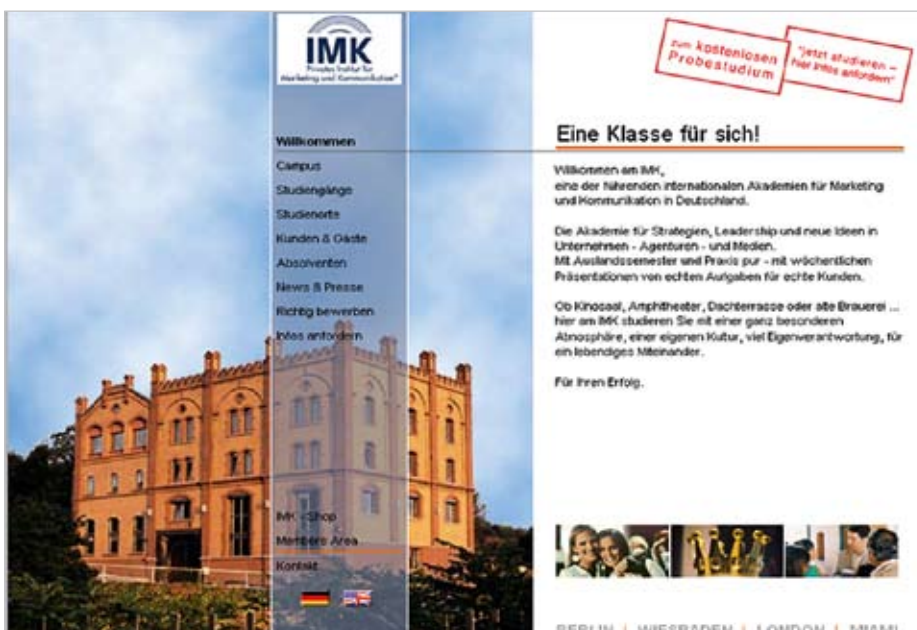 IMK
Privates Institut für
Marketing und Kommunikation®
Willkommen
Campus
Studiengänge
Studienorte
Kunden & Gäste
Absolventen
News & Presse
Richtig bewerben
Infos anfordern
IMK - Shop
Members Area
Kontakt
zum kostenlosen
Probestudium
"jetzt studieren –
hier Infos anfordern"
Eine Klasse für sich!
Willkommen am IMK,
eine der führenden internationalen Akademien für Marketing
und Kommunikation in Deutschland.
Die Akademie für Strategien, Leadership und neue Ideen in
Unternehmen - Agenturen - und Medien.
Mit Auslandssemester und Praxis pur - mit wöchentlichen
Präsentationen von echten Aufgaben für echte Kunden.
Ob Kinosaal, Amphitheater, Dachterrasse oder alte Brauerei ...
hier am IMK studieren Sie mit einer ganz besonderen
Atmosphäre, einer eigenen Kultur, viel Eigenverantwortung, für
ein lebendiges Miteinander.
Für Ihren Erfolg.
BERLIN | WIESBADEN | LONDON | MIAMI